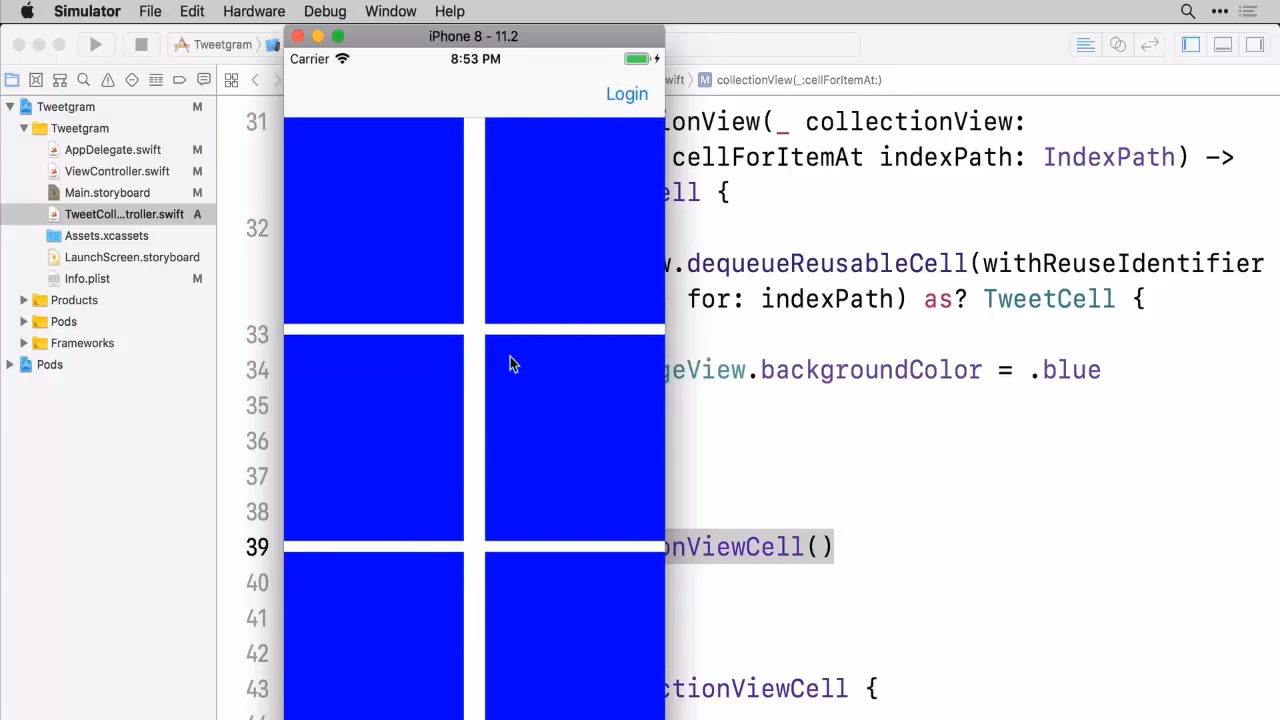 Simulator File Edit Hardware Debug Window Help
iPhone 8 - 11.2
Tweetgram
Carrier 8:53 PM
Login
wift M collectionView(_:cellForItemAt:)
Tweetgram M
Tweetgram
AppDelegate.swift M
ViewController.swift M
Main.storyboard M
TweetColl...troller.swift A
Assets.xcassets
LaunchScreen.storyboard
Info.plist M
Products
Pods
Frameworks
Pods
31 ionView(_ collectionView:
cellForItemAt indexPath: IndexPath) ->
ell {
32
w.dequeueReusableCell(withReuseIdentifier
for: indexPath) as? TweetCell {
33
34 geView.backgroundColor = .blue
35
36
37
38
39 onViewCell()
40
41
42
43 ctionViewCell {